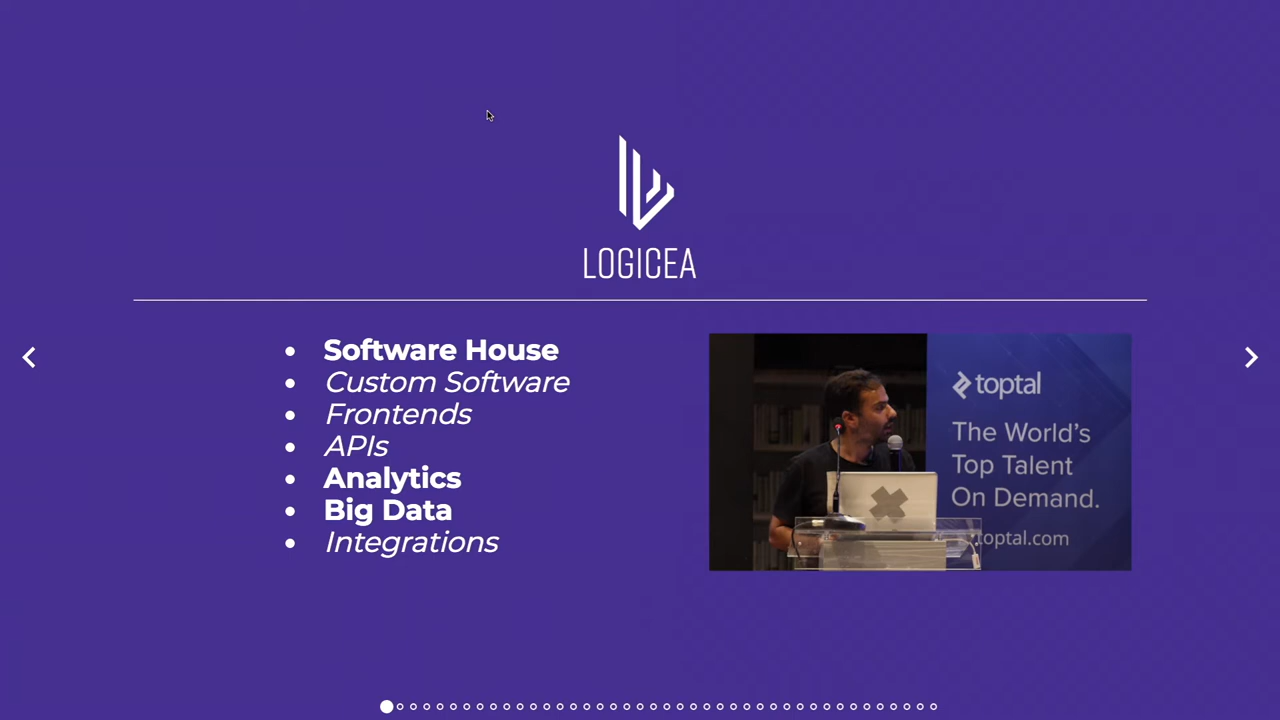 LOGICEA
Software House
Custom Software
Frontends
APIs
Analytics
Big Data
Integrations
toptal
The World's
Top Talent
On Demand.
toptal.com